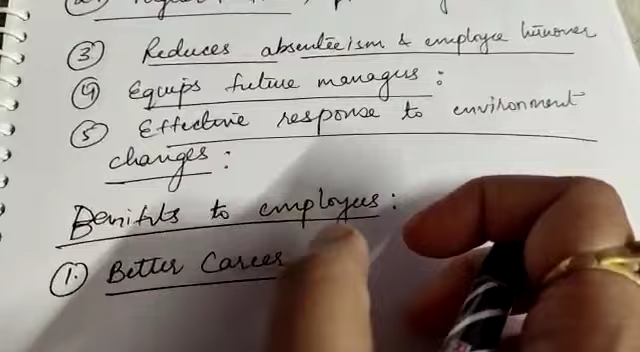 ③ Reduces absenteeism & employee turnover
④ Equips future managers :
⑤ Effective response to environment
changes :
Benifits to employees :
①. Better Career